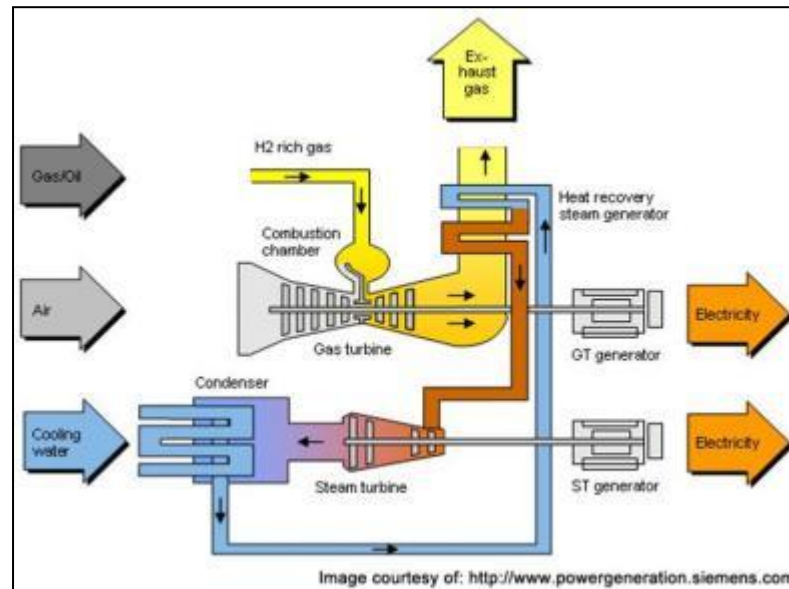 Ex-
haust
gas
H2 rich gas
Gas/Oil
Heat recovery
steam generator
Combustion
chamber
Air
Electricity
Gas turbine
GT generator
Condenser
Cooling
water
Electricity
Steam turbine
ST generator
Image courtesy of: http://www.powergeneration.siemens.com